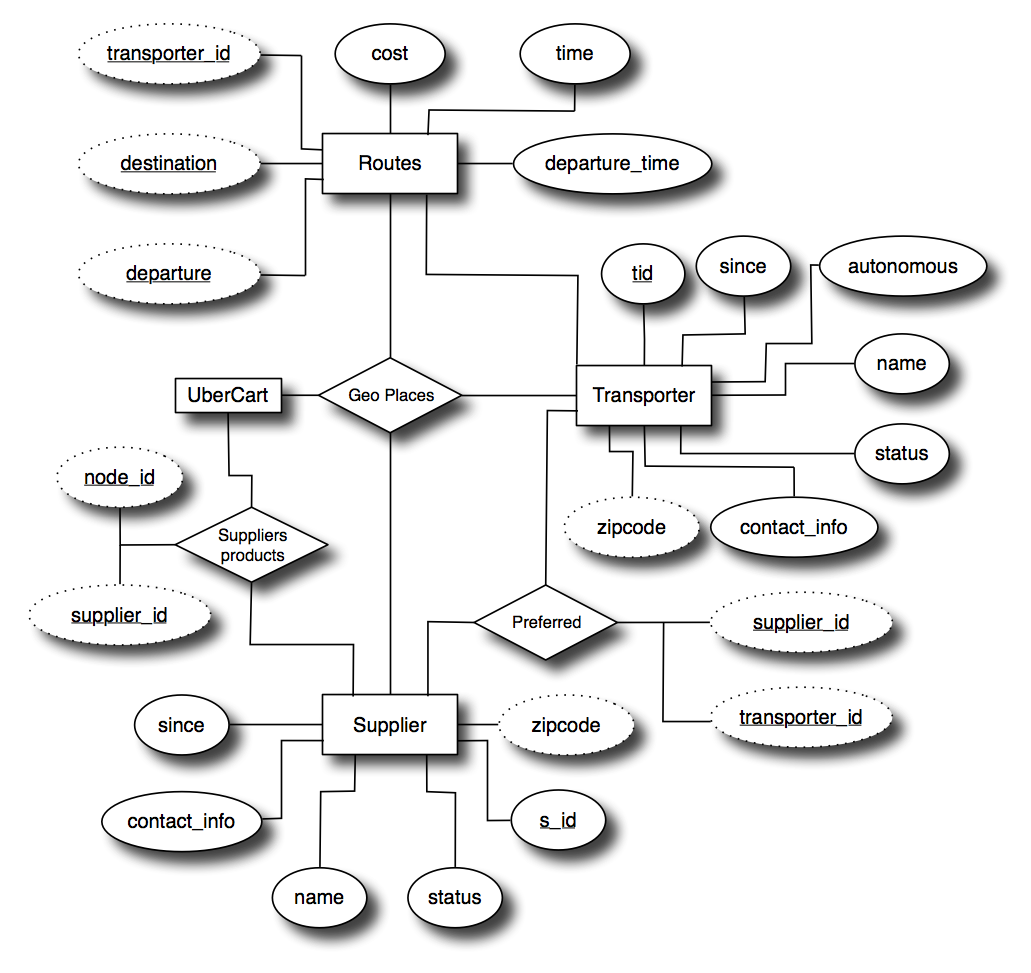 transporter_id
cost
time
destination
Routes
departure_time
departure
tid
since
autonomous
name
UberCart
Geo Places
Transporter
status
node_id
zipcode
contact_info
Suppliers
products
supplier_id
Preferred
supplier_id
transporter_id
since
Supplier
zipcode
contact_info
s_id
name
status